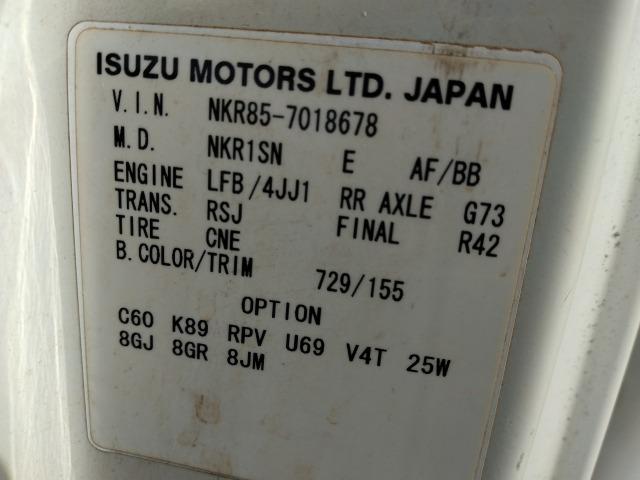 ISUZU MOTORS LTD. JAPAN
V.I.N. NKR85-7018678
M.D. NKR1SN E AF/BB
ENGINE LFB/4JJ1 RR AXLE G73
TRANS. RSJ FINAL R42
TIRE CNE
B.COLOR/TRIM 729/155
OPTION
C60 K89 RPV U69 V4T 25W
8GJ 8GR 8JM